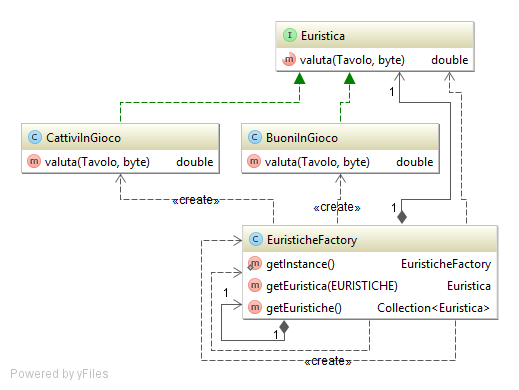 I Euristica
m valuta(Tavolo, byte) double
1
C CattiviInGioco
m valuta(Tavolo, byte) double
C BuoniInGioco
m valuta(Tavolo, byte) double
«create»
«create»
1
C EuristicheFactory
m getInstance() EuristicheFactory
m getEuristica(EURISTICHE) Euristica
m getEuristiche() Collection<Euristica>
1
1
«create»
Powered by yFiles